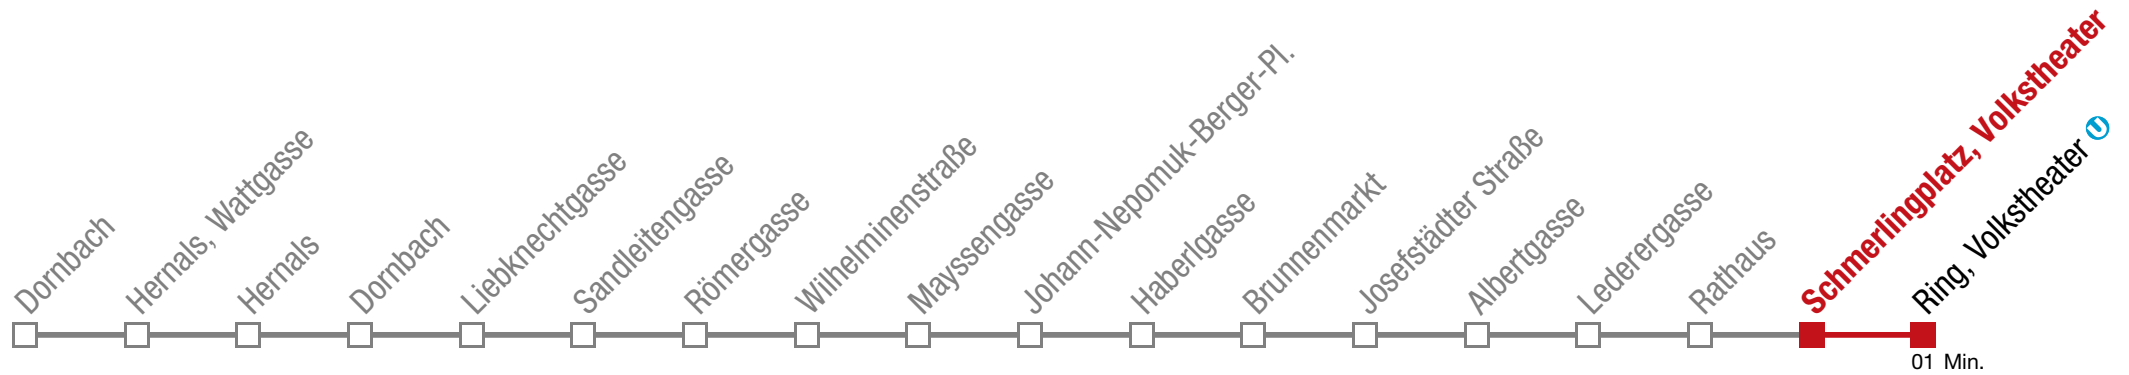 Dornbach
Hernals, Wattgasse
Hernals
Dornbach
Liebknechtgasse
Sandleitengasse
Römergasse
Wilhelminenstraße
Mayssengasse
Johann-Nepomuk-Berger-Pl.
Haberlgasse
Brunnenmarkt
Josefstädter Straße
Albertgasse
Lederergasse
Rathaus
Schmerlingplatz, Volkstheater
Ring, Volkstheater U
01 Min.